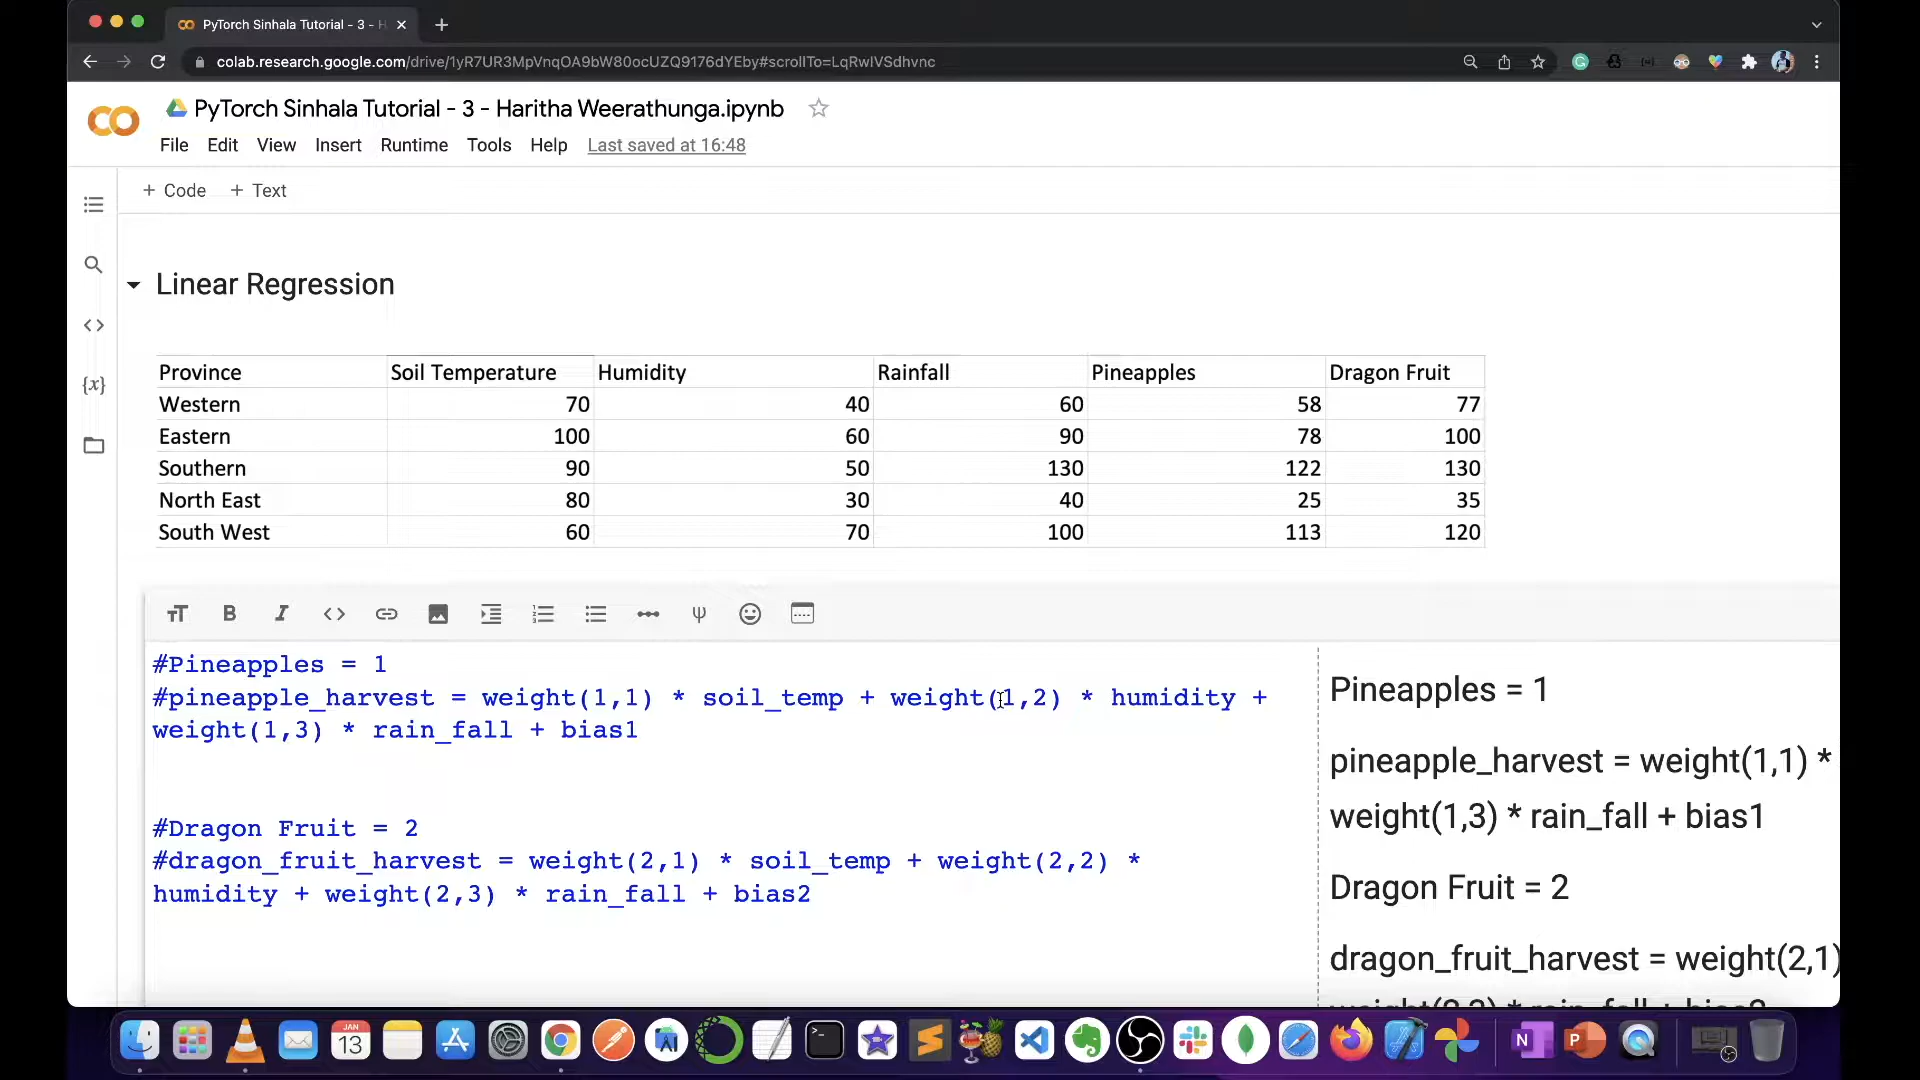 PyTorch Sinhala Tutorial - 3 - H
colab.research.google.com/drive/1yR7UR3MpVnqOA9bW80ocUZQ9176dYEby#scrollTo=LqRwIVSdhvnc
PyTorch Sinhala Tutorial - 3 - Haritha Weerathunga.ipynb
File Edit View Insert Runtime Tools Help Last saved at 16:48
+ Code + Text
Linear Regression
Province Soil Temperature Humidity Rainfall Pineapples Dragon Fruit
Western 70 40 60 58 77
Eastern 100 60 90 78 100
Southern 90 50 130 122 130
North East 80 30 40 25 35
South West 60 70 100 113 120
#Pineapples = 1
#pineapple_harvest = weight(1,1) * soil_temp + weight(1,2) * humidity +
weight(1,3) * rain_fall + bias1
#Dragon Fruit = 2
#dragon_fruit_harvest = weight(2,1) * soil_temp + weight(2,2) *
humidity + weight(2,3) * rain_fall + bias2
Pineapples = 1
pineapple_harvest = weight(1,1) *
weight(1,3) * rain_fall + bias1
Dragon Fruit = 2
dragon_fruit_harvest = weight(2,1)
JAN
13